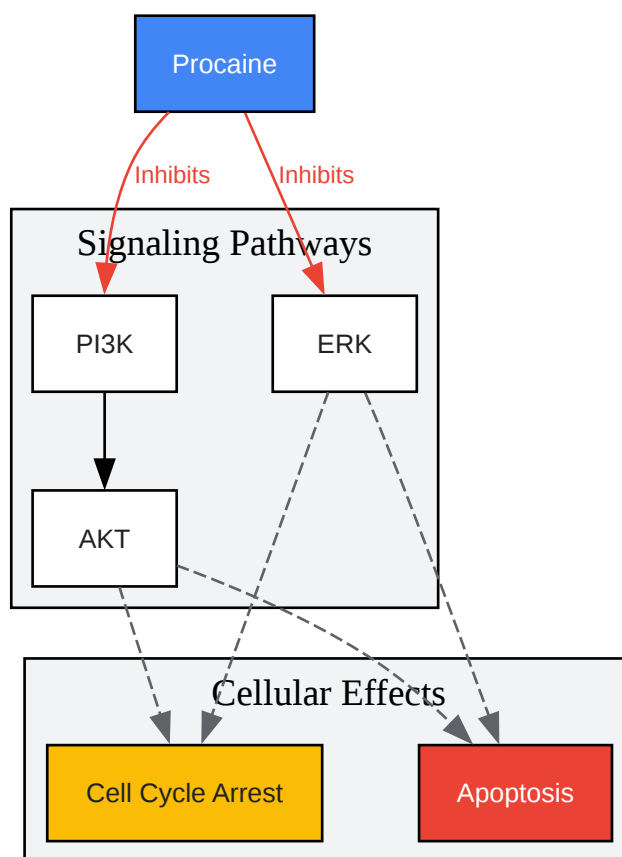 Procaine
Inhibits
Inhibits
Signaling Pathways
PI3K
ERK
AKT
Cellular Effects
Cell Cycle Arrest
Apoptosis